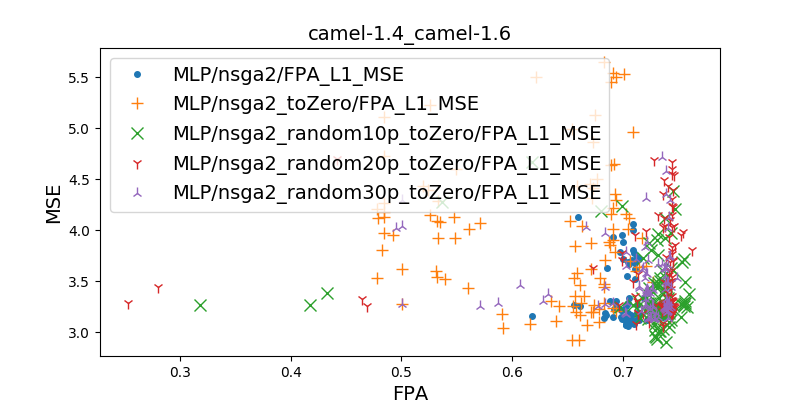 camel-1.4_camel-1.6
MLP/nsga2/FPA_L1_MSE
MLP/nsga2_toZero/FPA_L1_MSE
MLP/nsga2_random10p_toZero/FPA_L1_MSE
MLP/nsga2_random20p_toZero/FPA_L1_MSE
MLP/nsga2_random30p_toZero/FPA_L1_MSE
MSE
5.5
5.0
4.5
4.0
3.5
3.0
0.3 0.4 0.5 0.6 0.7
FPA